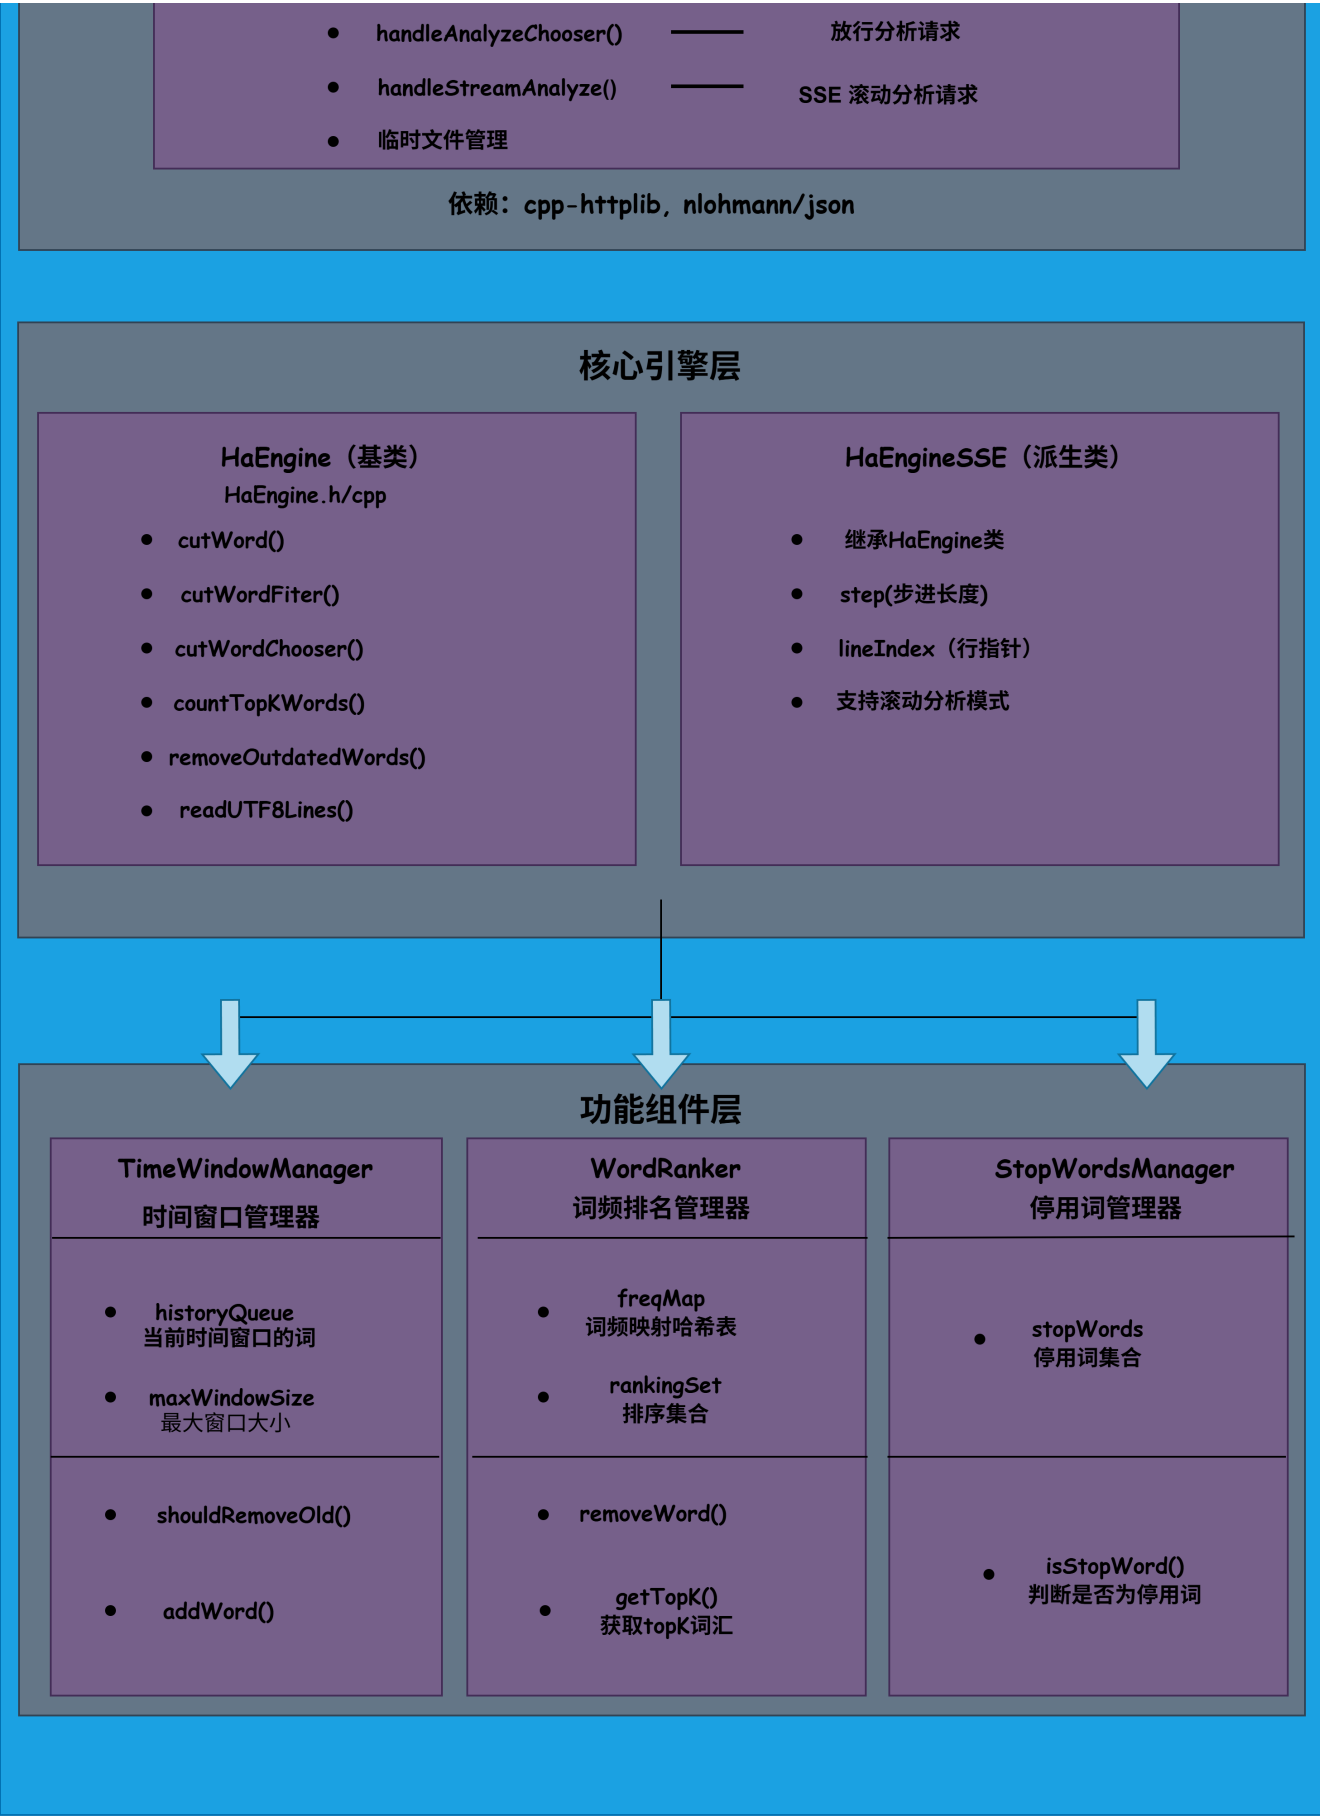 handleAnalyzeChooser() 放行分析请求
handleStreamAnalyze() SSE 滚动分析请求
临时文件管理
依赖：cpp-httplib，nlohmann/json
核心引擎层
HaEngine（基类）
HaEngine.h/cpp
cutWord()
cutWordFiter()
cutWordChooser()
countTopKWords()
removeOutdatedWords()
readUTF8Lines()
HaEngineSSE（派生类）
继承HaEngine类
step(步进长度)
lineIndex（行指针）
支持滚动分析模式
功能组件层
TimeWindowManager
时间窗口管理器
historyQueue
当前时间窗口的词
maxWindowSize
最大窗口大小
shouldRemoveOld()
addWord()
WordRanker
词频排名管理器
freqMap
词频映射哈希表
rankingSet
排序集合
removeWord()
getTopK()
获取topK词汇
StopWordsManager
停用词管理器
stopWords
停用词集合
isStopWord()
判断是否为停用词